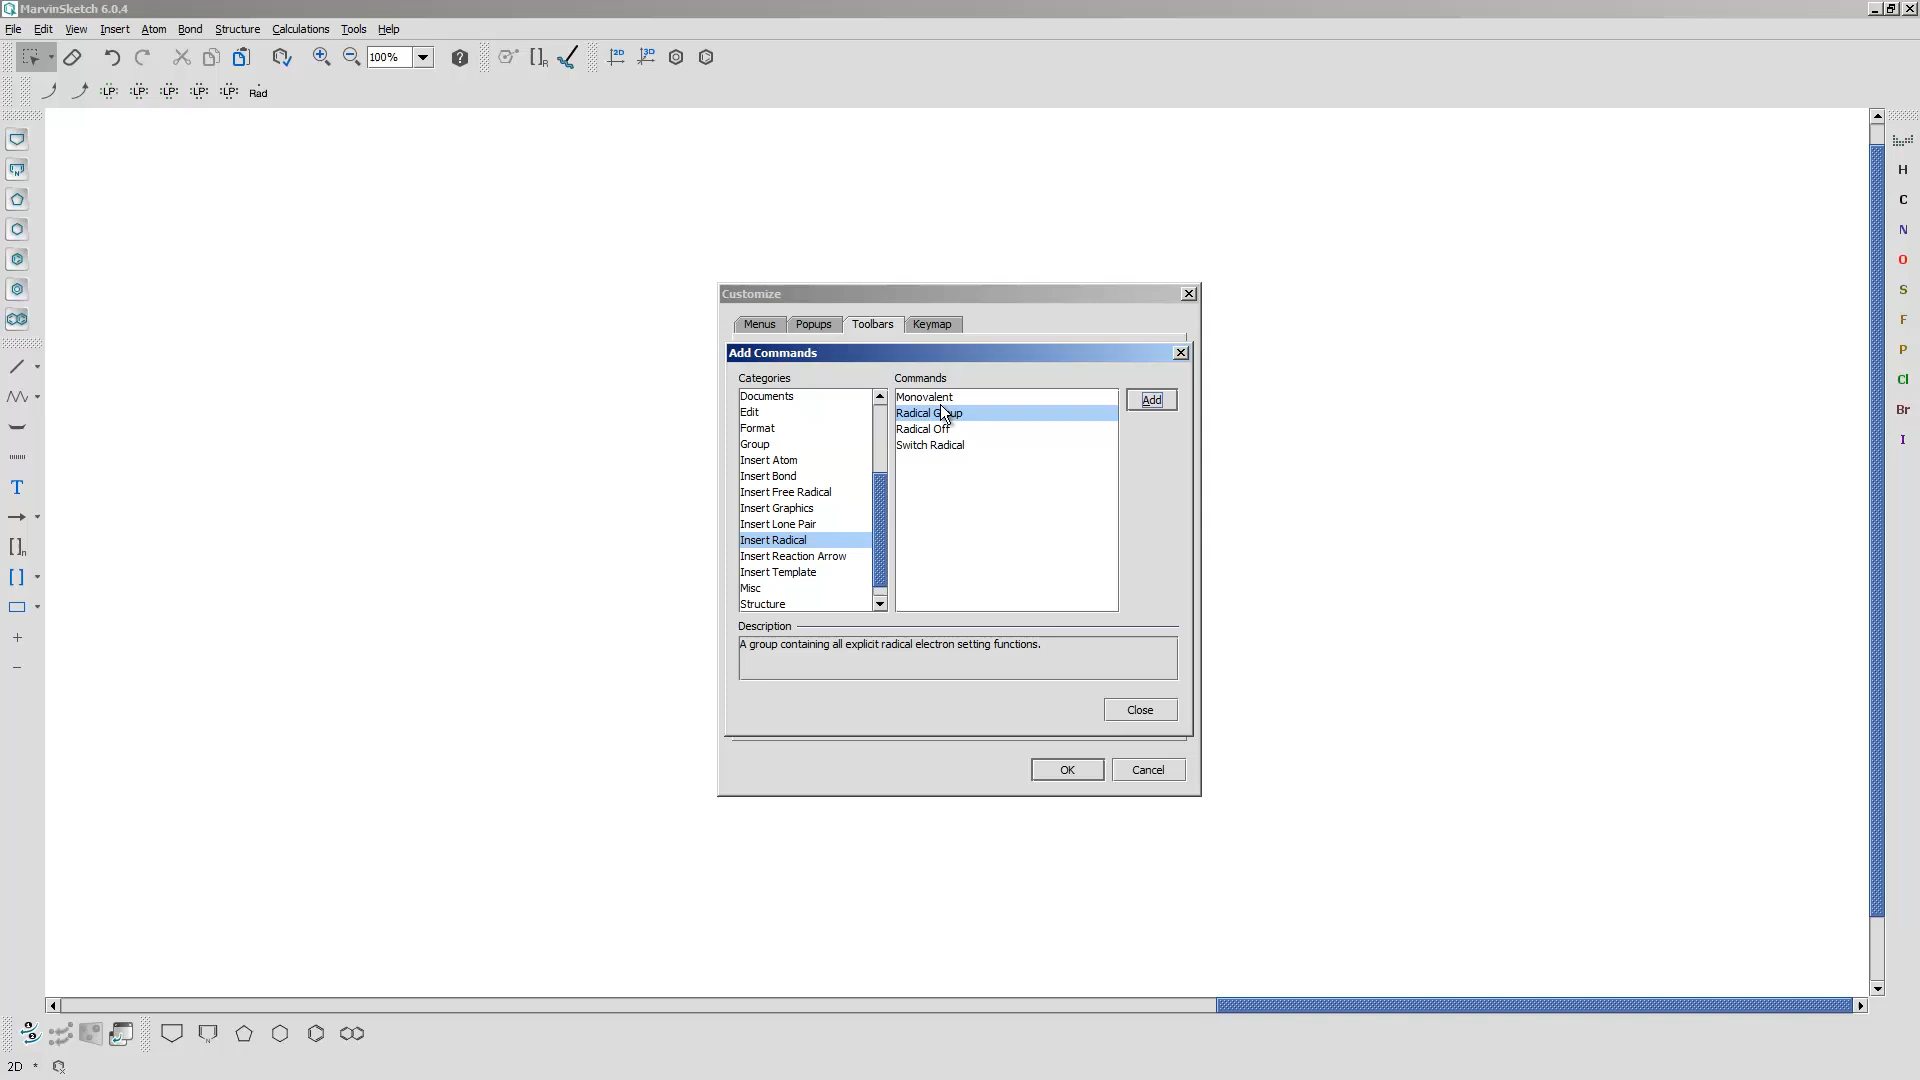 MarvinSketch 6.0.4
File Edit View Insert Atom Bond Structure Calculations Tools Help
100% ? []R 2D 3D
:LP: :LP: :LP: :LP: :LP: Rad
Customize
Menus Popups Toolbars Keymap
Add Commands
Categories Commands
Documents Monovalent Add
Edit Radical Group
Format Radical Off
Group Switch Radical
Insert Atom
Insert Bond
Insert Free Radical
Insert Graphics
Insert Lone Pair
Insert Radical
Insert Reaction Arrow
Insert Template
Misc
Structure
Description
A group containing all explicit radical electron setting functions.
Close
OK Cancel
N
T
[ ]n
[ ]
+
−
H
C
N
O
S
F
P
Cl
Br
I
N
2D *